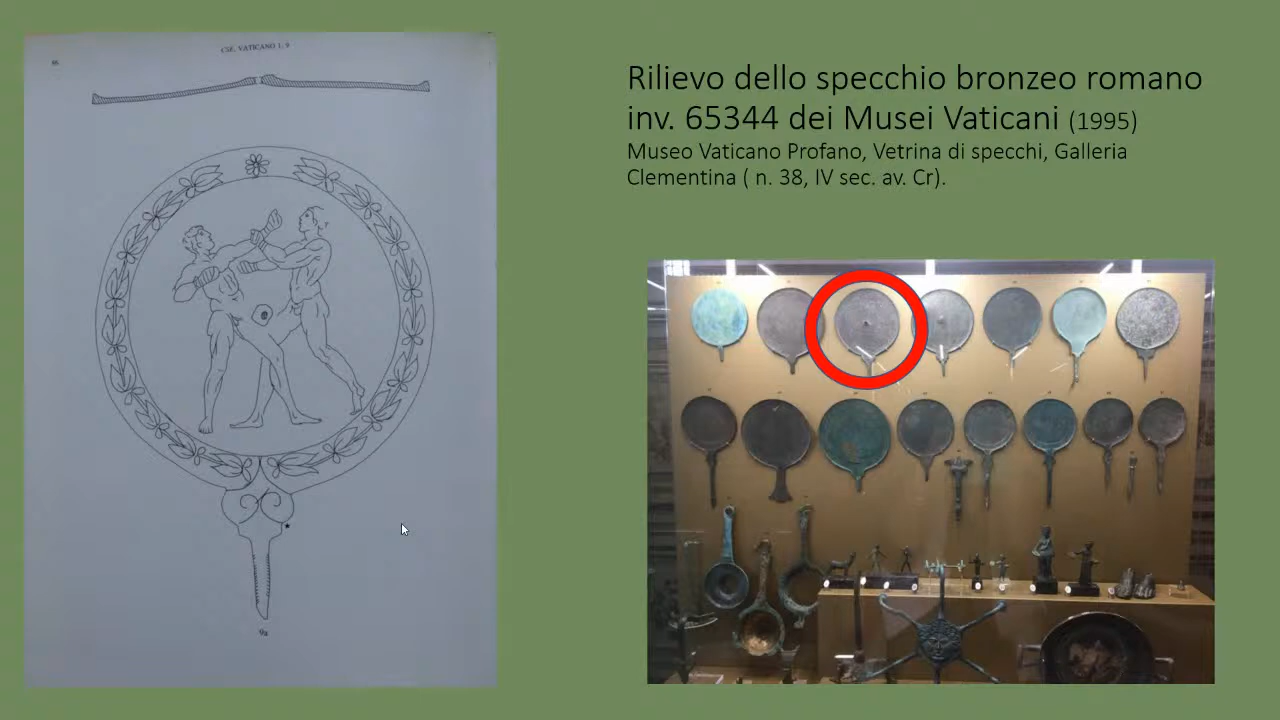 CSE. VATICANO 1, 9
86
9a
Rilievo dello specchio bronzeo romano
inv. 65344 dei Musei Vaticani (1995)
Museo Vaticano Profano, Vetrina di specchi, Galleria
Clementina ( n. 38, IV sec. av. Cr).